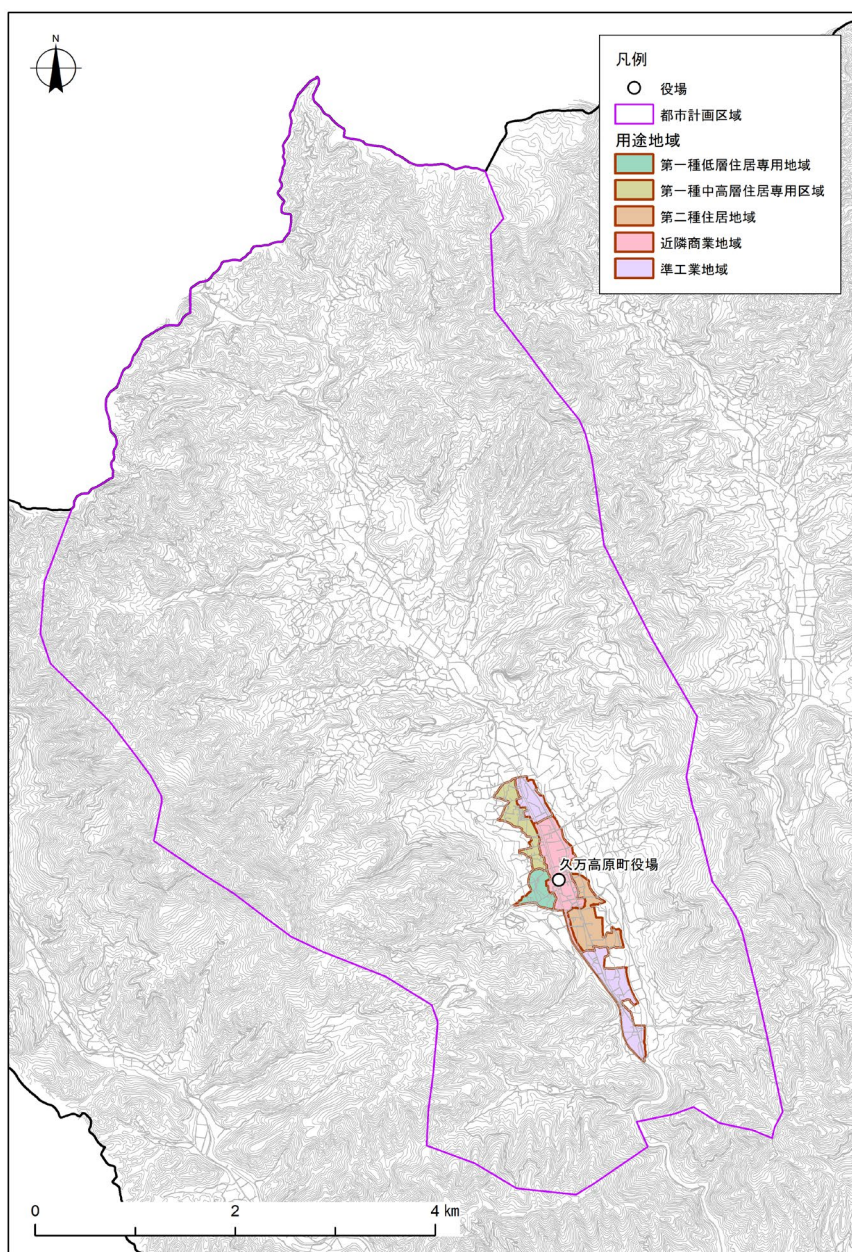 N
凡例
役場
都市計画区域
用途地域
第一種低層住居専用地域
第一種中高層住居専用区域
第二種住居地域
近隣商業地域
準工業地域
久万高原町役場
0 2 4 km